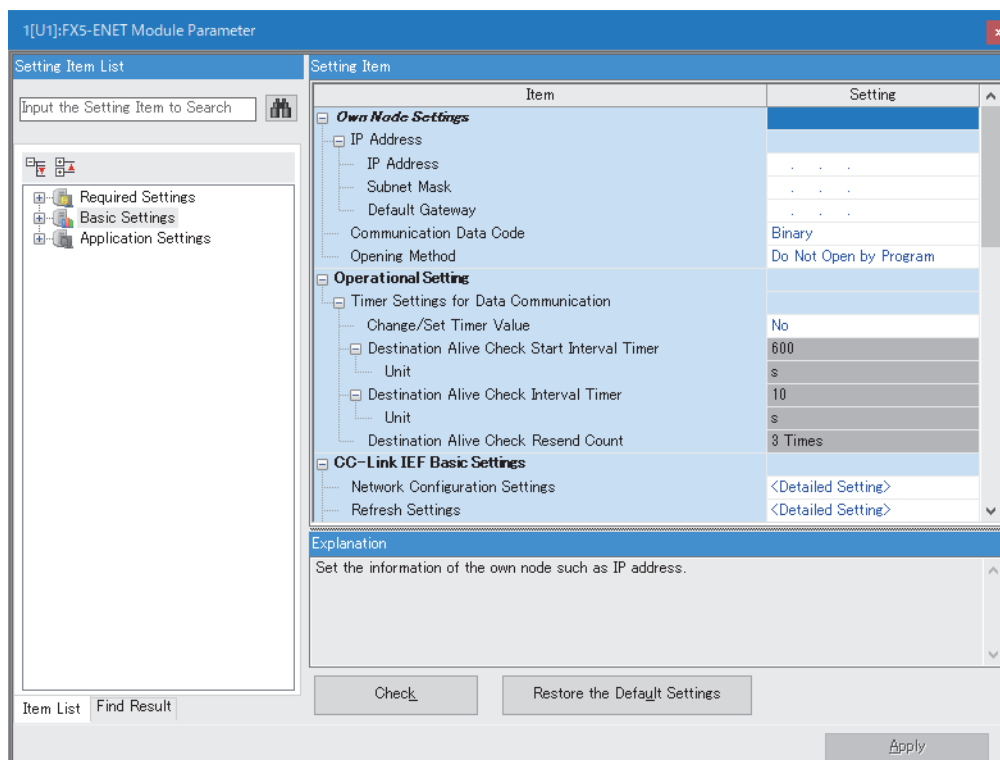 1[U1]:FX5-ENET Module Parameter
Setting Item List
Input the Setting Item to Search
Required Settings
Basic Settings
Application Settings
Item List
Find Result
Setting Item
Item Setting
Own Node Settings
IP Address
IP Address . . .
Subnet Mask . . .
Default Gateway . . .
Communication Data Code Binary
Opening Method Do Not Open by Program
Operational Setting
Timer Settings for Data Communication
Change/Set Timer Value No
Destination Alive Check Start Interval Timer 600
Unit s
Destination Alive Check Interval Timer 10
Unit s
Destination Alive Check Resend Count 3 Times
CC-Link IEF Basic Settings
Network Configuration Settings <Detailed Setting>
Refresh Settings <Detailed Setting>
Explanation
Set the information of the own node such as IP address.
Check
Restore the Default Settings
Apply